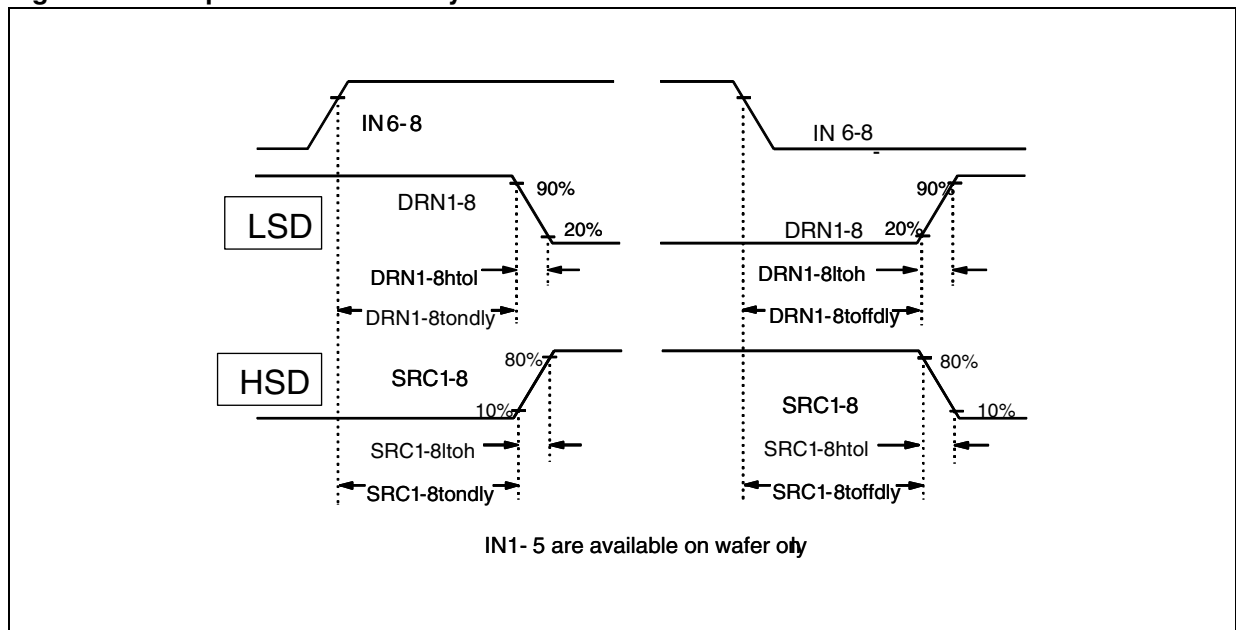 IN6-8
IN 6-8
LSD
DRN1-8
90%
20%
DRN1-8
90%
20%
DRN1-8htol
DRN1-8ltoh
DRN1-8tondly
DRN1-8toffdly
HSD
SRC1-8
80%
10%
SRC1-8
80%
10%
SRC1-8ltoh
SRC1-8htol
SRC1-8tondly
SRC1-8toffdly
IN1- 5 are available on wafer only